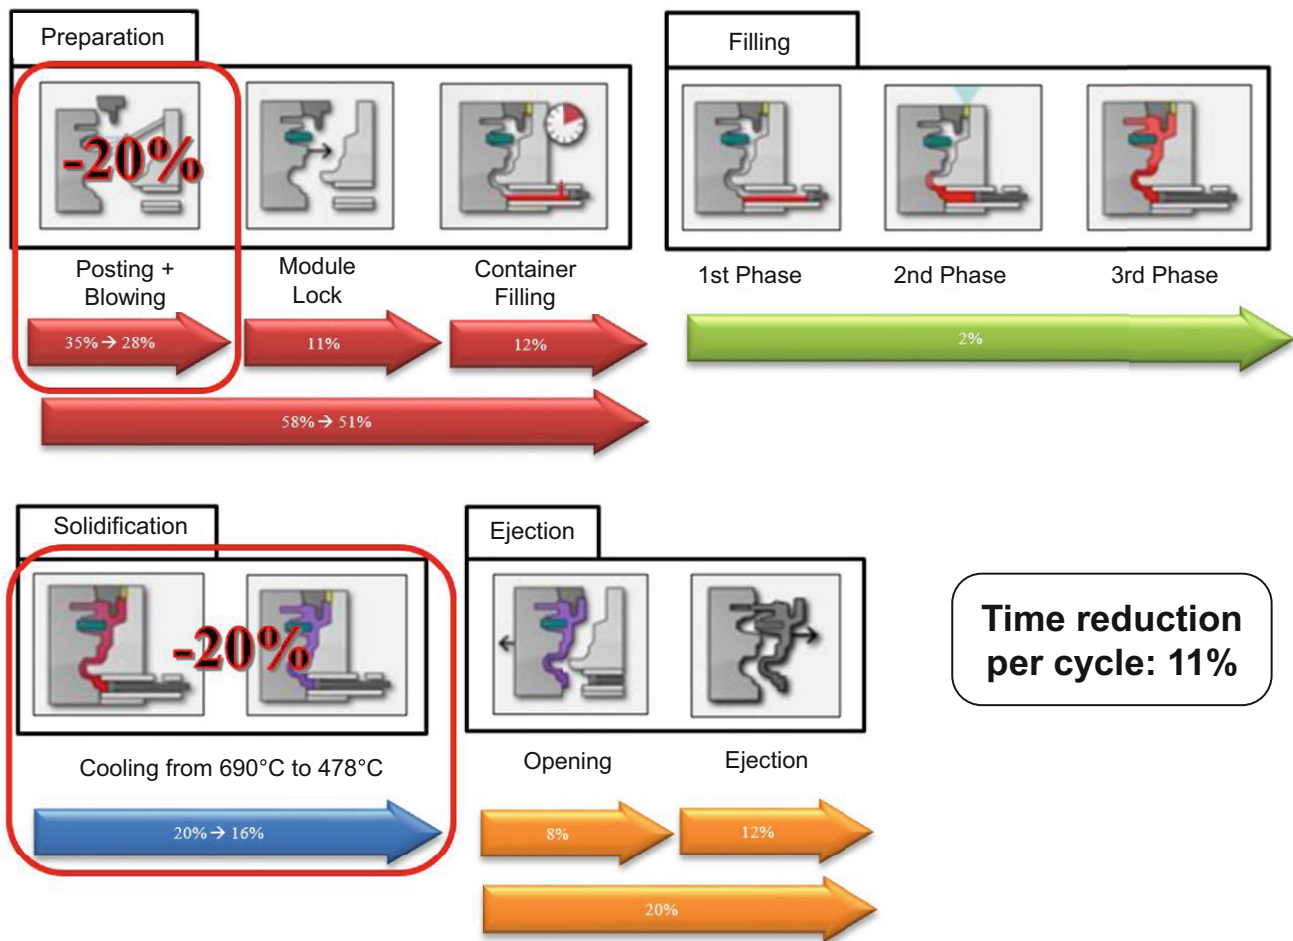 Preparation
Filling
-20%
Posting +
Blowing
Module
Lock
Container
Filling
1st Phase
2nd Phase
3rd Phase
35% → 28%
11%
12%
2%
58% → 51%
Solidification
Ejection
-20%
Time reduction
per cycle: 11%
Cooling from 690°C to 478°C
Opening
Ejection
20% → 16%
8%
12%
20%